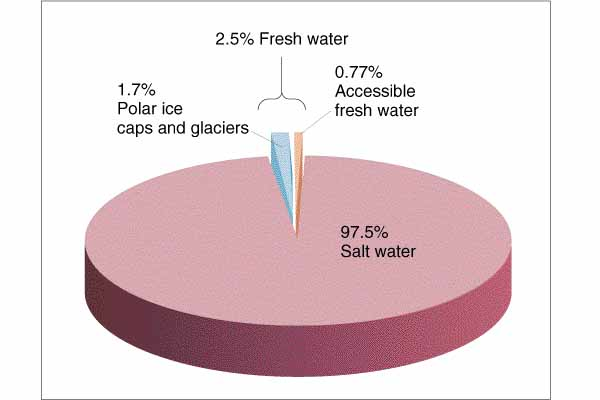 2.5% Fresh water
1.7%
Polar ice
caps and glaciers
0.77%
Accessible
fresh water
97.5%
Salt water